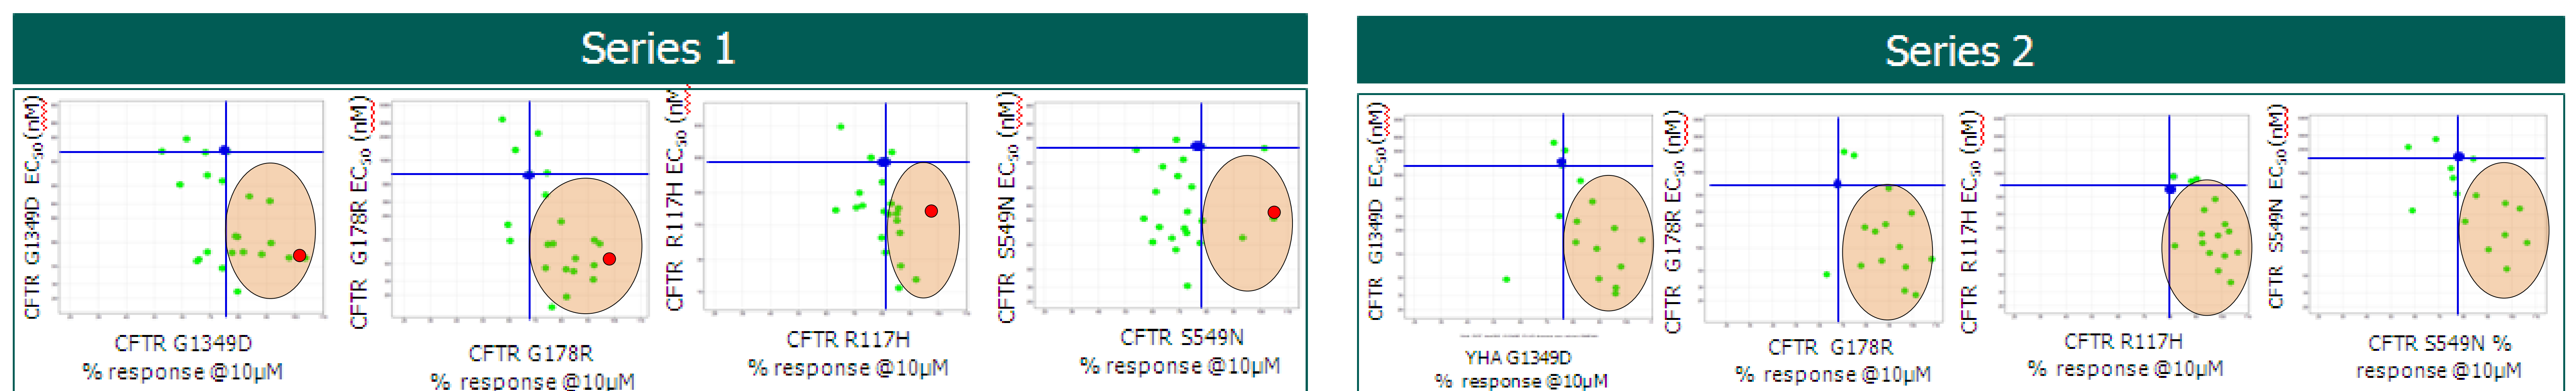 Series 1
CFTR G1349D EC50 (nM)
CFTR G1349D
% response @10µM
CFTR G178R EC50 (nM)
CFTR G178R
% response @10µM
CFTR R117H EC50 (nM
CFTR R117H
% response @10µM
CFTR S549N EC50 (nM)
CFTR S549N
% response @10µM
Series 2
CFTR G1349D EC50 (nM)
YHA G1349D
% response @10µM
CFTR G178R EC50 (nM)
CFTR G178R
% response @10µM
CFTR R117H EC50 (nM)
CFTR R117H
% response @10µM
CFTR S549N EC50 (nM)
CFTR S549N %
response @10µM